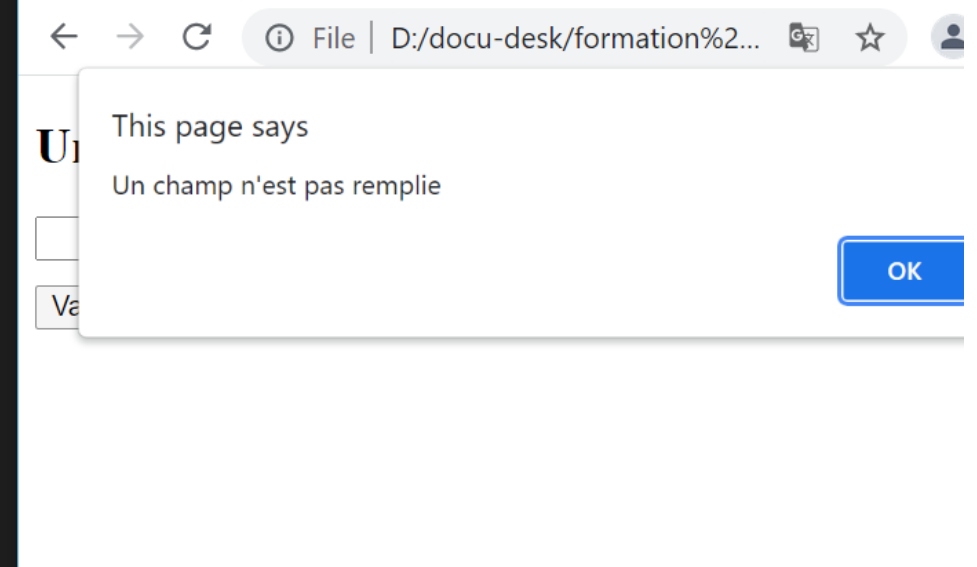 File | D:/docu-desk/formation%2...
This page says
Un champ n'est pas remplie
OK